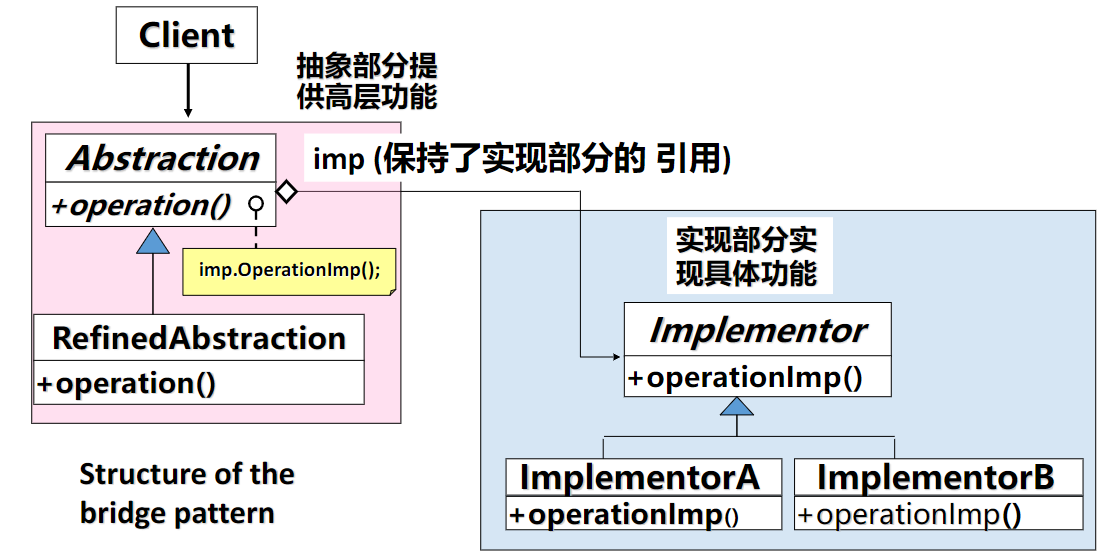 Client
抽象部分提
供高层功能
Abstraction
+operation()
imp (保持了实现部分的 引用)
imp.OperationImp();
RefinedAbstraction
+operation()
实现部分实
现具体功能
Implementor
+operationImp()
ImplementorA
+operationImp()
ImplementorB
+operationImp()
Structure of the
bridge pattern